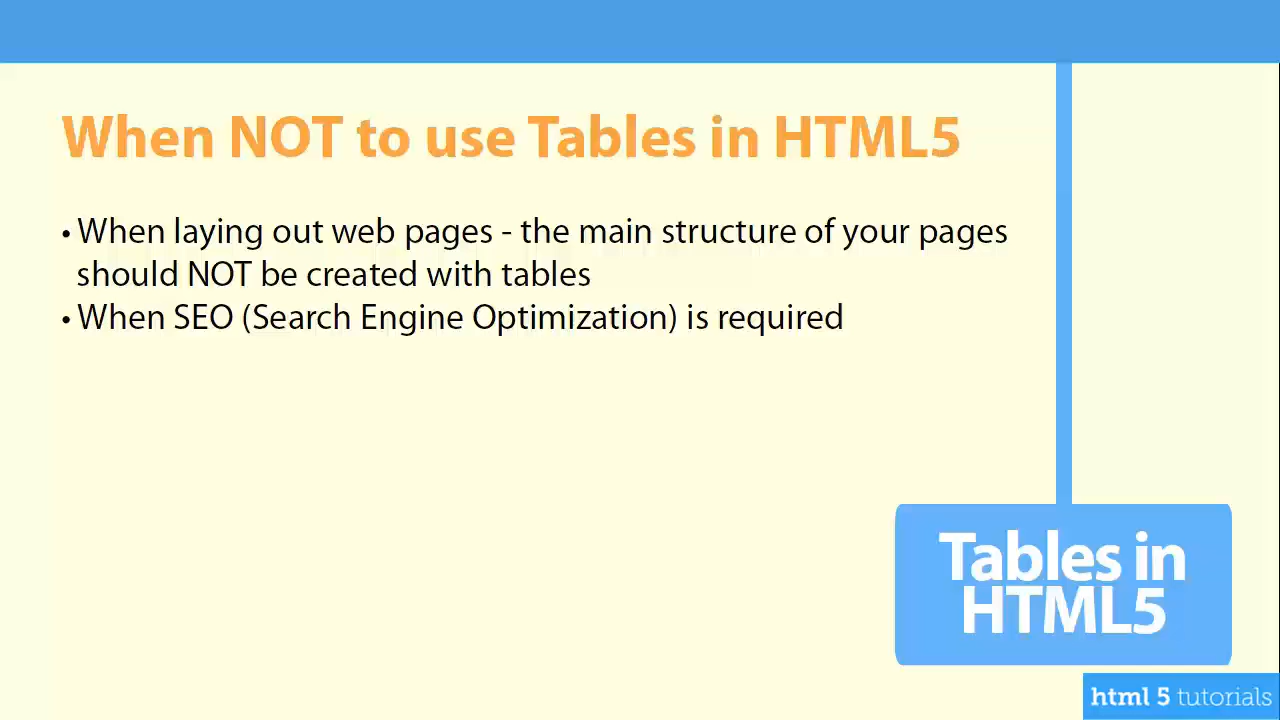 When NOT to use Tables in HTML5
• When laying out web pages - the main structure of your pages
should NOT be created with tables
• When SEO (Search Engine Optimization) is required
Tables in
HTML5
html 5 tutorials